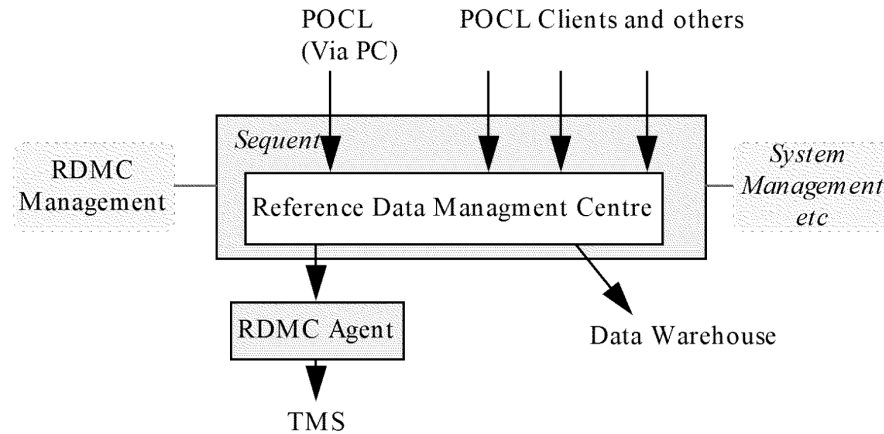 POCL
(Via PC)
POCL Clients and others
Sequent
RDMC
Management
System
Management
etc
Reference Data Managment Centre
RDMC Agent
Data Warehouse
TMS